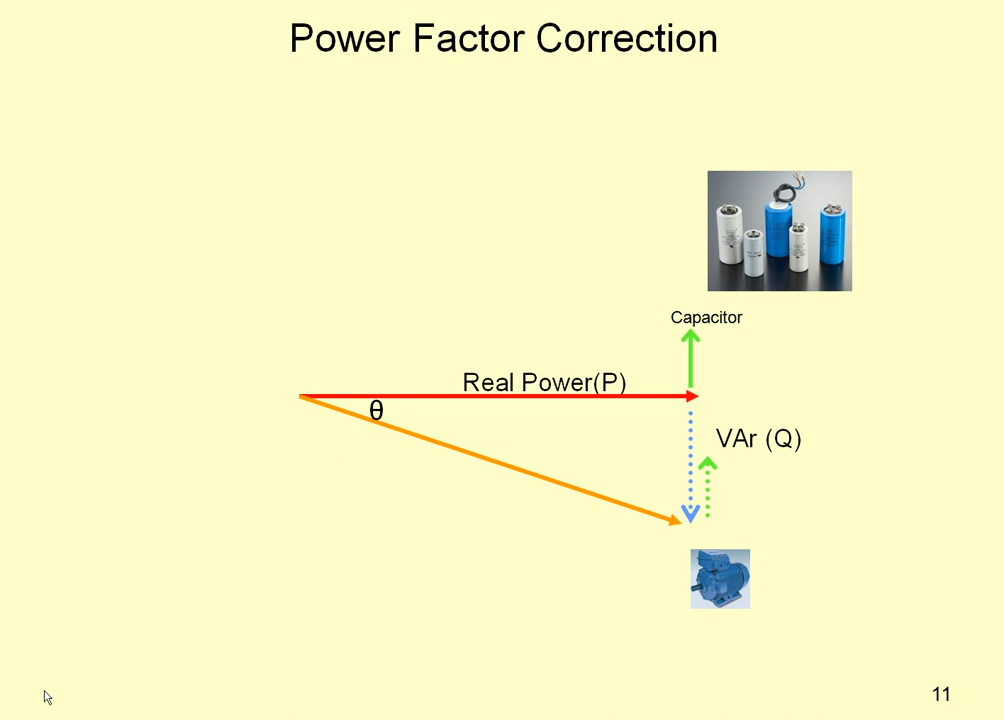 Power Factor Correction
Capacitor
Real Power(P)
θ
VAr (Q)
11